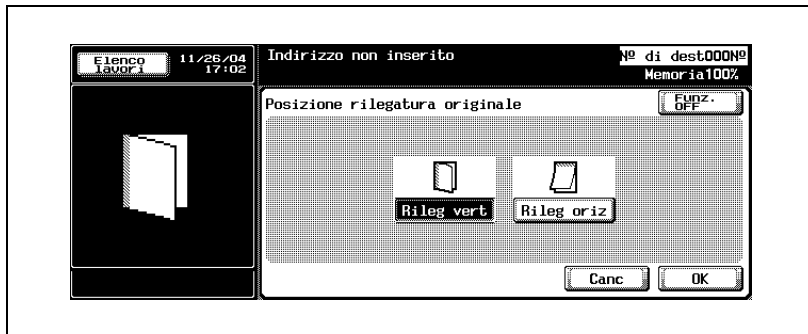 Elenco
lavori
11/26/04
17:02
Indirizzo non inserito
Nº di dest000Nº
Memoria100%
Posizione rilegatura originale
Funz.
OFF
Rileg vert
Rileg oriz
Canc
OK